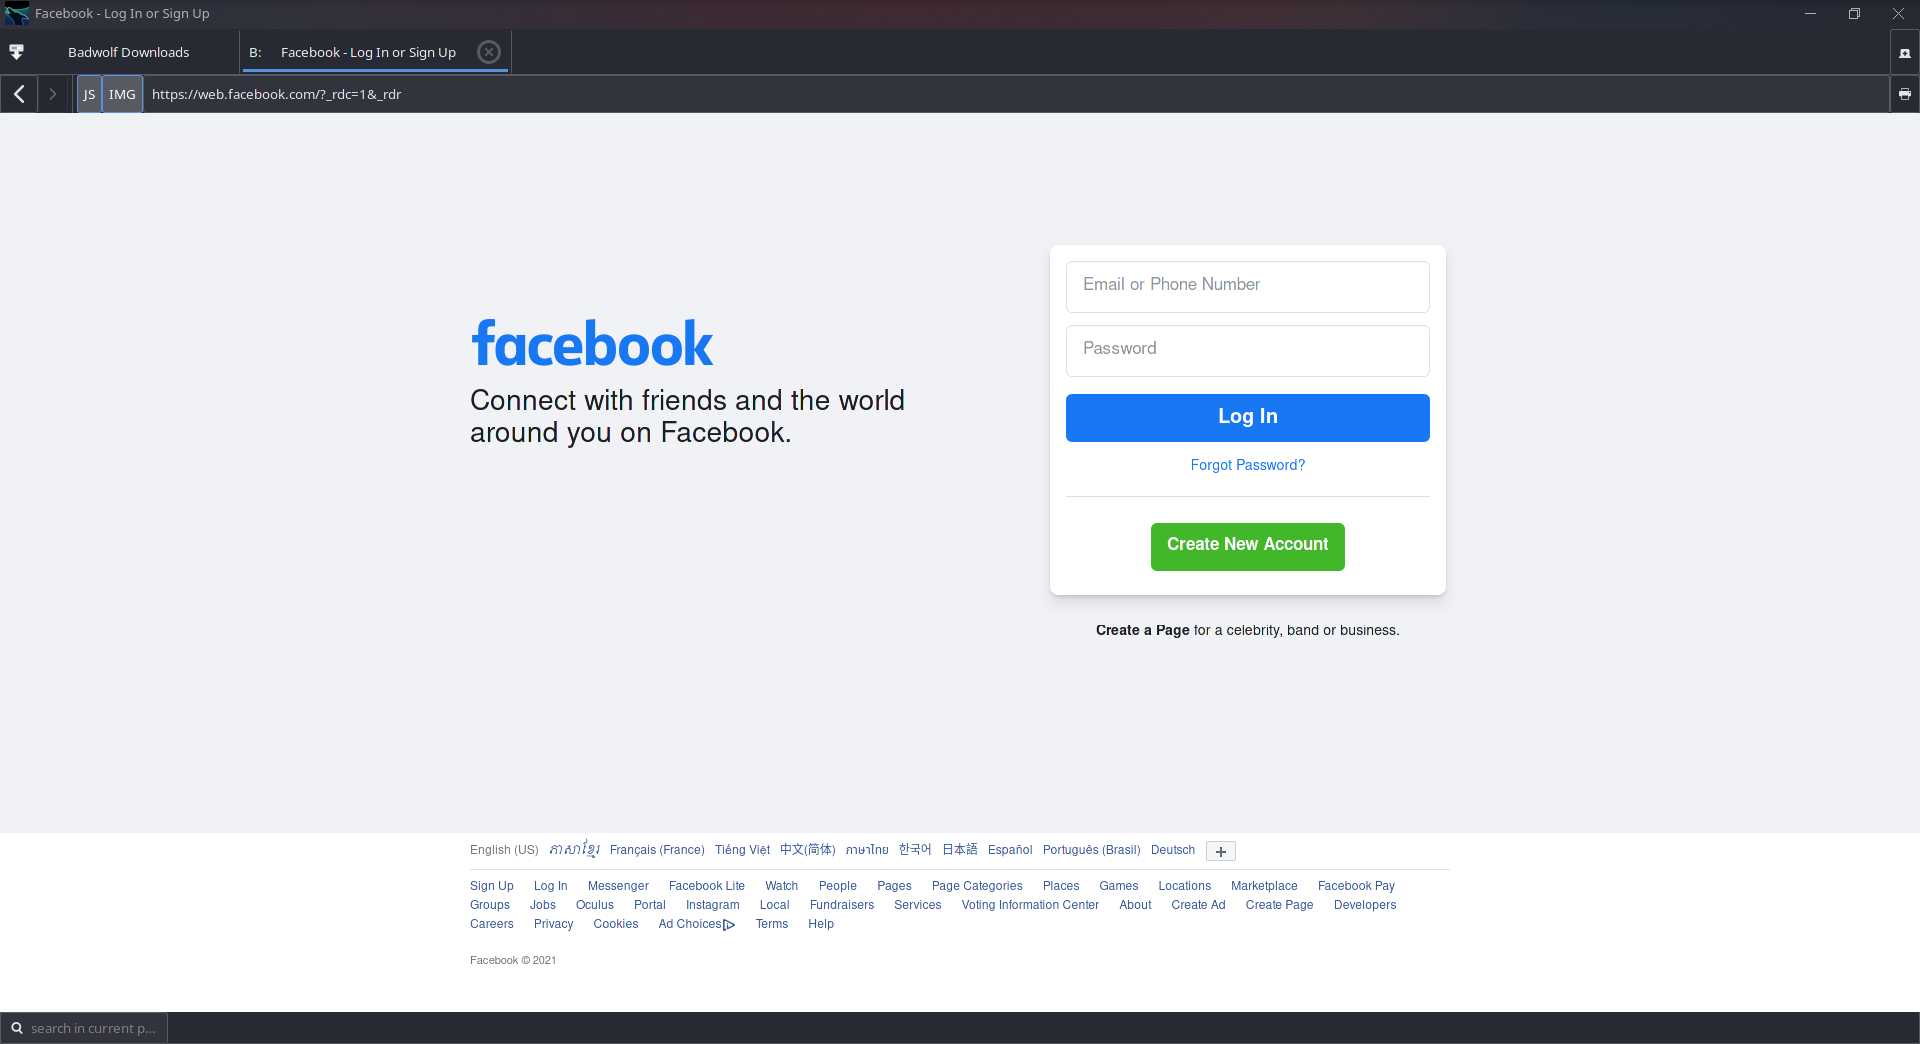 Facebook - Log In or Sign Up
Badwolf Downloads
B: Facebook - Log In or Sign Up
JS IMG https://web.facebook.com/?_rdc=1&_rdr
facebook
Connect with friends and the world
around you on Facebook.
Email or Phone Number
Password
Log In
Forgot Password?
Create New Account
Create a Page for a celebrity, band or business.
English (US) ភាសាខ្មែរ Français (France) Tiếng Việt 中文(简体) ภาษาไทย 한국어 日本語 Español Português (Brasil) Deutsch
Sign Up Log In Messenger Facebook Lite Watch People Pages Page Categories Places Games Locations Marketplace Facebook Pay
Groups Jobs Oculus Portal Instagram Local Fundraisers Services Voting Information Center About Create Ad Create Page Developers
Careers Privacy Cookies Ad Choices Terms Help
Facebook © 2021
search in current p...